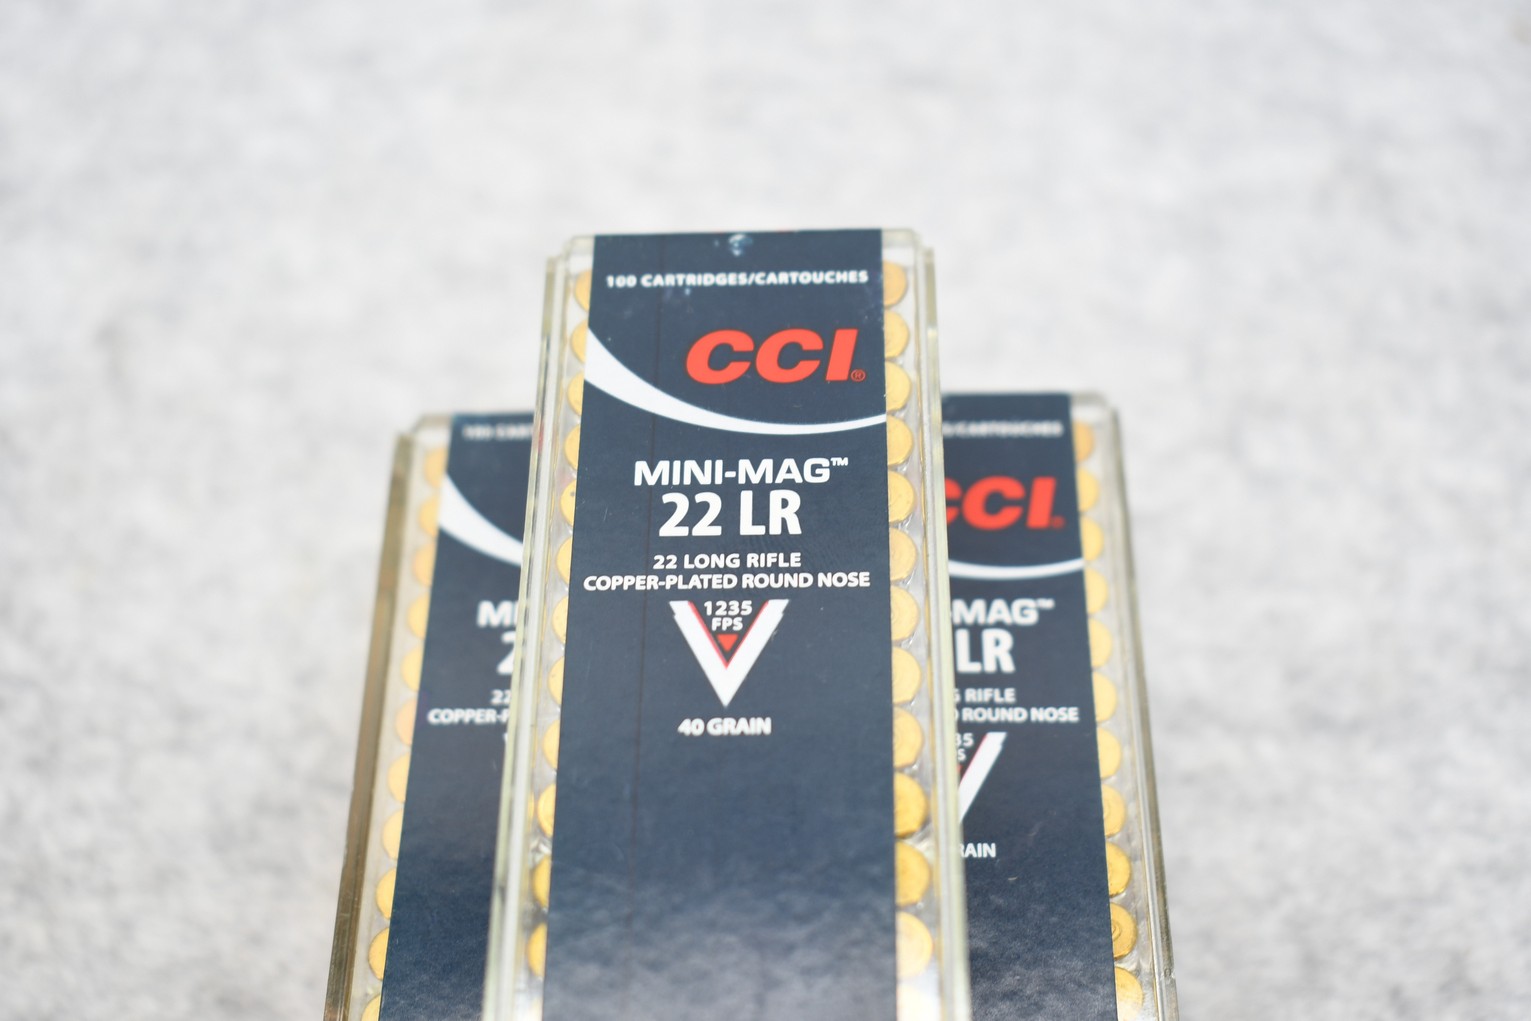 100 CARTRIDGES/CARTOUCHES
CCI®
MINI-MAG™
22 LR
22 LONG RIFLE
COPPER-PLATED ROUND NOSE
1235
FPS
40 GRAIN
CARTOUCHES
CCI
-MAG™
LR
RIFLE
ROUND NOSE